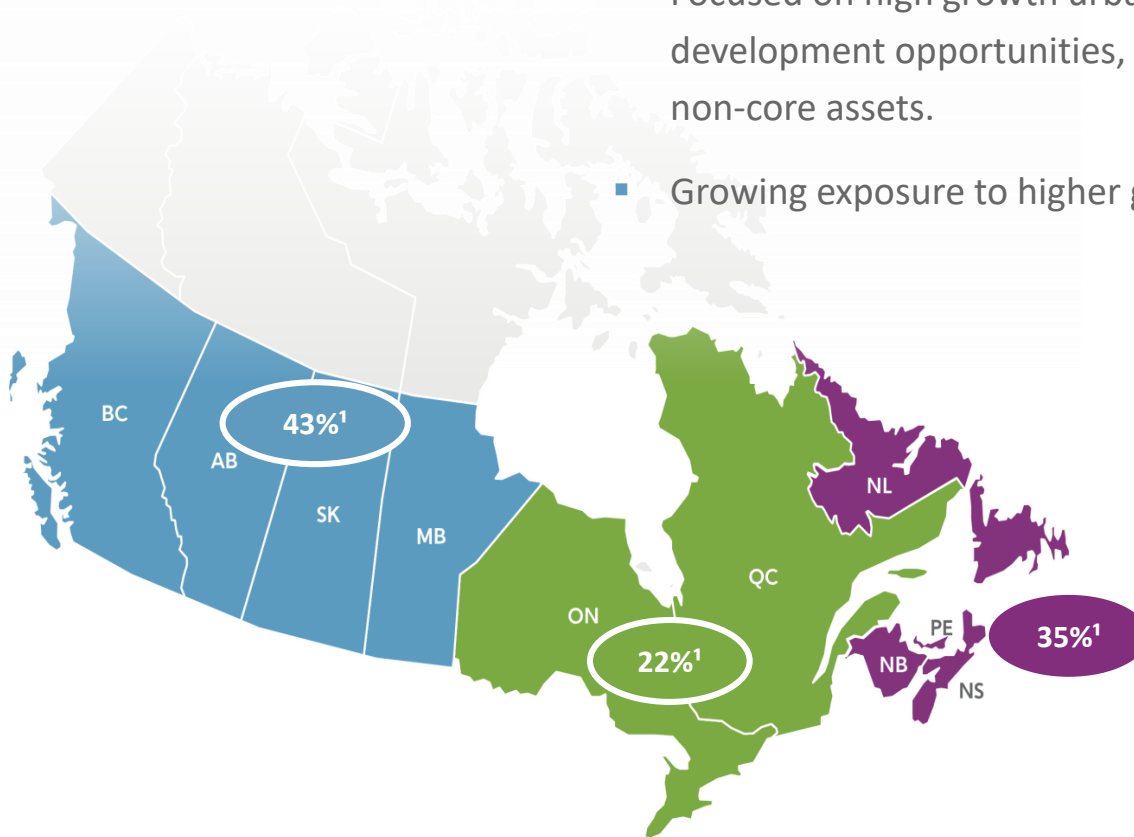 development opportunities,
non-core assets.
▪ Growing exposure to higher
BC
43%¹
AB
SK
MB
NL
QC
ON
PE
35%¹
22%¹
NB
NS